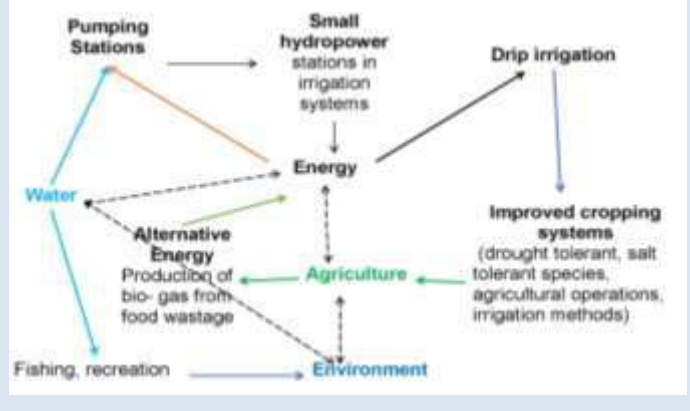 Pumping
Stations
Small
hydropower
stations in
irrigation
systems
Drip irrigation
Energy
Water
Alternative
Energy
Production of
bio- gas from
food wastage
Agriculture
Improved cropping
systems
(drought tolerant, salt
tolerant species,
agricultural operations,
irrigation methods)
Fishing, recreation
Environment